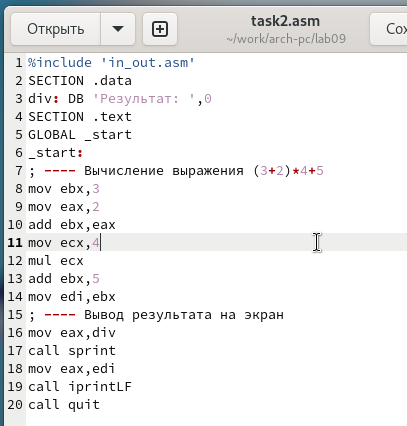 Открыть
task2.asm
~/work/arch-pc/lab09
Сох
1 %include 'in_out.asm'
2 SECTION .data
3 div: DB 'Результат: ',0
4 SECTION .text
5 GLOBAL _start
6 _start:
7 ; ---- Вычисление выражения (3+2)*4+5
8 mov ebx,3
9 mov eax,2
10 add ebx,eax
11 mov ecx,4
12 mul ecx
13 add ebx,5
14 mov edi,ebx
15 ; ---- Вывод результата на экран
16 mov eax,div
17 call sprint
18 mov eax,edi
19 call iprintLF
20 call quit